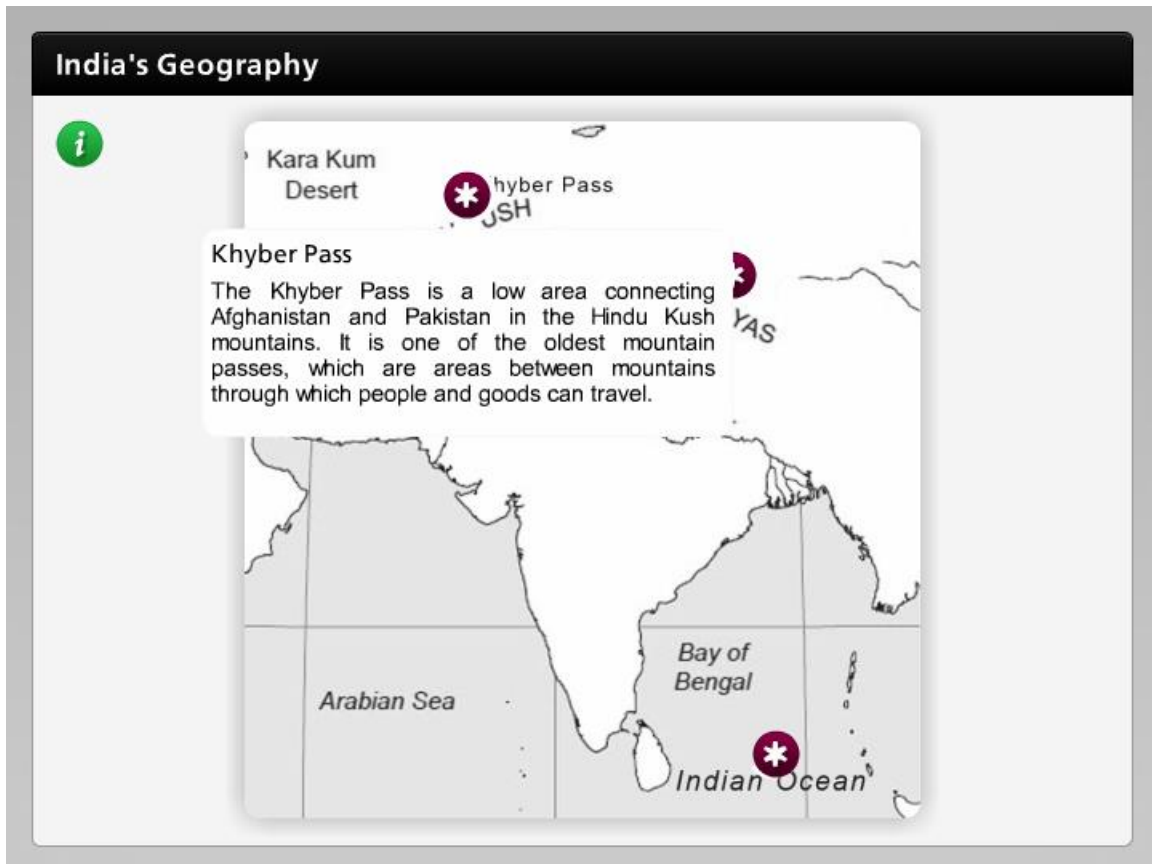 India's Geography
i
Kara Kum
Desert
hyber Pass
USH
Khyber Pass
The Khyber Pass is a low area connecting
Afghanistan and Pakistan in the Hindu Kush
mountains. It is one of the oldest mountain
passes, which are areas between mountains
through which people and goods can travel.
YAS
Bay of
Bengal
Arabian Sea
Indian Ocean